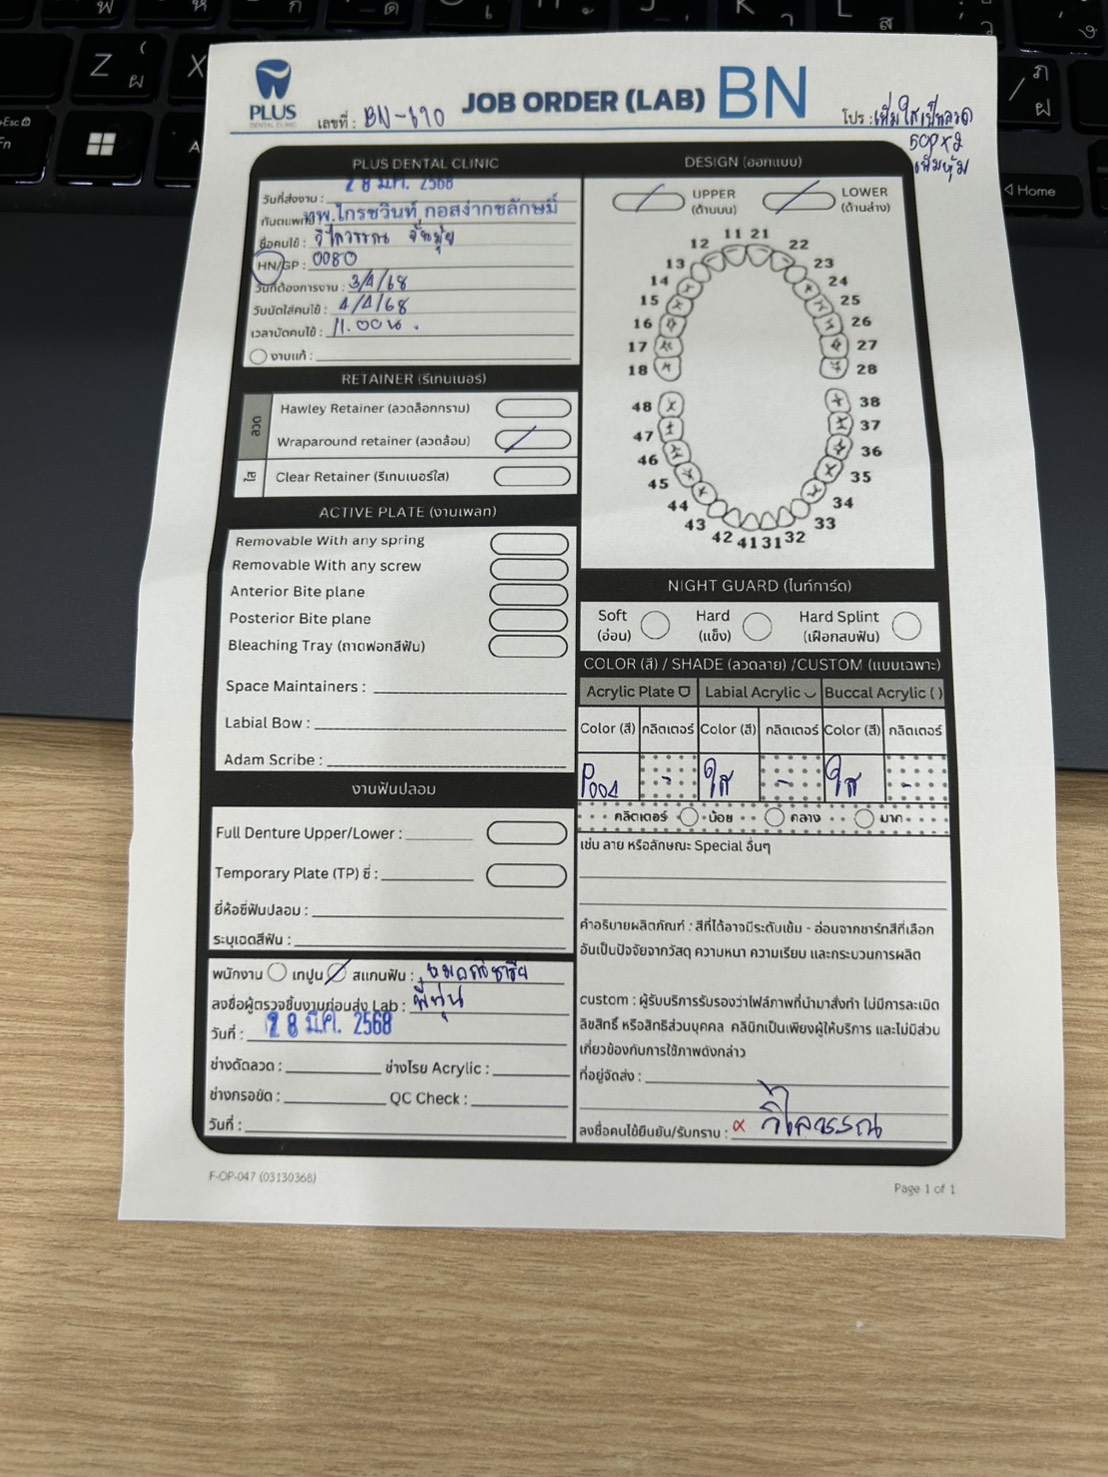 PLUS
DENTAL CLINIC
เลขที่ : BN-690
JOB ORDER (LAB) BN
โปร : เพิ่มใสเป็นลวด
500 x 2
เพิ่มหุ้ม
PLUS DENTAL CLINIC
วันที่ส่งงาน : 28 มี.ค. 2568
ทันตแพทย์ ทพ.ไกรชวินท์ กอสง่ากชลักษมิ์
ชื่อคนไข้ : วิไลวรรณ
HN/GP : 0080
วันที่ต้องการงาน : 3/4/68
วันนัดใส่คนไข้ : 4/4/68
เวลานัดคนไข้ : 11.00 น.
งานแก้ :
RETAINER (รีเทนเนอร์)
ลวด
Hawley Retainer (ลวดล็อกกราม)
Wraparound retainer (ลวดล้อม)
ใส
Clear Retainer (รีเทนเนอร์ใส)
ACTIVE PLATE (งานเพลท)
Removable With any spring
Removable With any screw
Anterior Bite plane
Posterior Bite plane
Bleaching Tray (ถาดฟอกสีฟัน)
Space Maintainers :
Labial Bow :
Adam Scribe :
งานฟันปลอม
Full Denture Upper/Lower :
Temporary Plate (TP) ซี่ :
ยี่ห้อซี่ฟันปลอม :
ระบุเฉดสีฟัน :
พนักงาน เทปูน สแกนฟัน :
ลงชื่อผู้ตรวจชิ้นงานก่อนส่ง Lab : พี่ทุ่น
วันที่ : 28 มี.ค. 2568
ช่างดัดลวด : ช่างโรย Acrylic :
ช่างกรอขัด : QC Check :
วันที่ :
DESIGN (ออกแบบ)
UPPER
(ด้านบน)
LOWER
(ด้านล่าง)
11 21
12 22
13 23
14 24
15 25
16 26
17 27
18 28
48 38
47 37
46 36
45 35
44 34
43 33
42 41 31 32
NIGHT GUARD (ไนท์การ์ด)
Soft
(อ่อน)
Hard
(แข็ง)
Hard Splint
(เฝือกสบฟัน)
COLOR (สี) / SHADE (ลวดลาย) /CUSTOM (แบบเฉพาะ)
Acrylic Plate Labial Acrylic Buccal Acrylic ( )
Color (สี) กลิตเตอร์ Color (สี) กลิตเตอร์ Color (สี) กลิตเตอร์
P004 - ใส - ใส -
กลิตเตอร์ น้อย กลาง มาก
เช่น ลาย หรือลักษณะ Special อื่นๆ
คำอธิบายผลิตภัณฑ์ : สีที่ได้อาจมีระดับเข้ม - อ่อนจากชาร์ทสีที่เลือก
อันเป็นปัจจัยจากวัสดุ ความหนา ความเรียบ และกระบวนการผลิต
custom : ผู้รับบริการรับรองว่าไฟล์ภาพที่นำมาสั่งทำ ไม่มีการละเมิด
ลิขสิทธิ์ หรือสิทธิส่วนบุคคล คลินิกเป็นเพียงผู้ให้บริการ และไม่มีส่วน
เกี่ยวข้องกับการใช้ภาพดังกล่าว
ที่อยู่จัดส่ง :
ลงชื่อคนไข้ยืนยัน/รับทราบ : x วิไลวรรณ
F-OP-047 (03130368)
Page 1 of 1
Z
ผ
X
A
Esc
Fn
K
L
ส
ฝ
Home